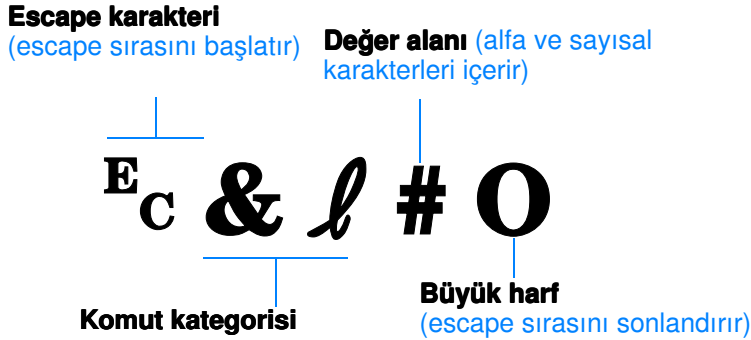 Escape karakteri
(escape sırasını başlatır)
Değer alanı (alfa ve sayısal
karakterleri içerir)
E C & ℓ # O
Komut kategorisi
Büyük harf
(escape sırasını sonlandırır)